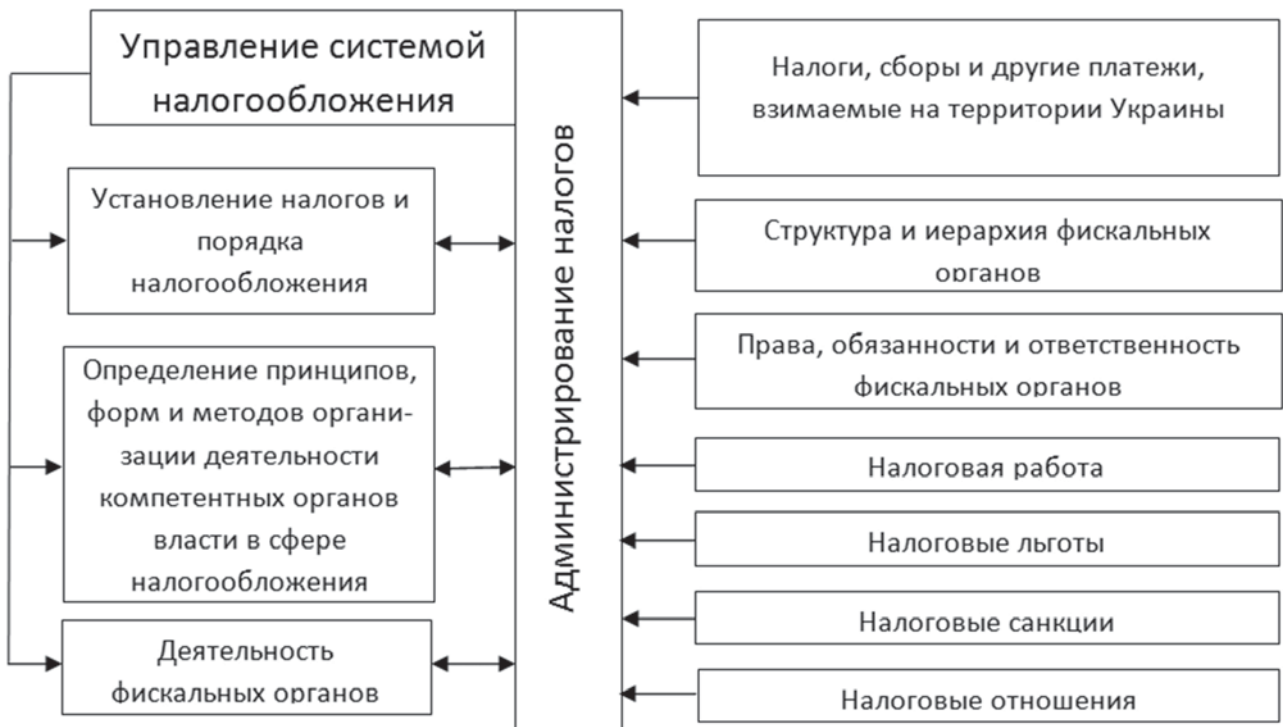 Управление системой
налогообложения
Установление налогов и
порядка
налогообложения
Определение принципов,
форм и методов органи-
зации деятельности
компетентных органов
власти в сфере
налогообложения
Деятельность
фискальных органов
Администрирование налогов
Налоги, сборы и другие платежи,
взимаемые на территории Украины
Структура и иерархия фискальных
органов
Права, обязанности и ответственность
фискальных органов
Налоговая работа
Налоговые льготы
Налоговые санкции
Налоговые отношения